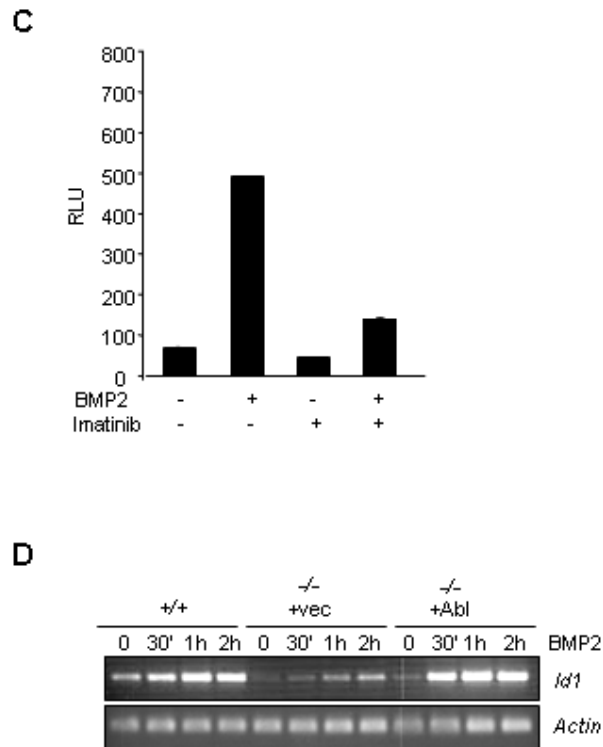 C
800
700
600
500
400
300
200
100
0
RLU
BMP2 - + - +
Imatinib - - + +
D
+/+ -/- +vec -/- +Abl
0 30' 1h 2h 0 30' 1h 2h 0 30' 1h 2h BMP2
Id1
Actin